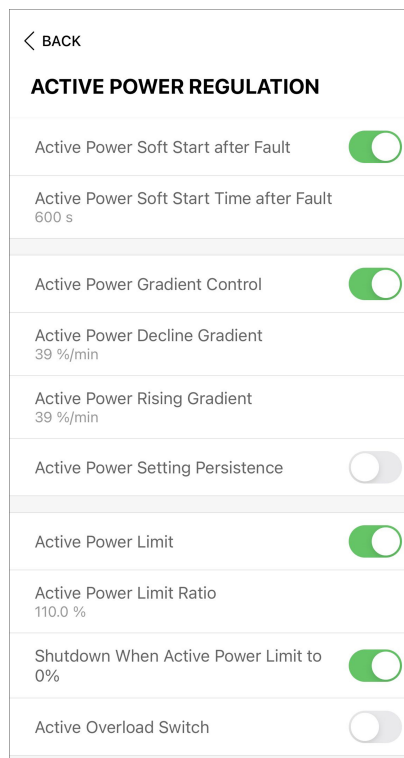 BACK
ACTIVE POWER REGULATION
Active Power Soft Start after Fault
Active Power Soft Start Time after Fault
600 s
Active Power Gradient Control
Active Power Decline Gradient
39 %/min
Active Power Rising Gradient
39 %/min
Active Power Setting Persistence
Active Power Limit
Active Power Limit Ratio
110.0 %
Shutdown When Active Power Limit to
0%
Active Overload Switch